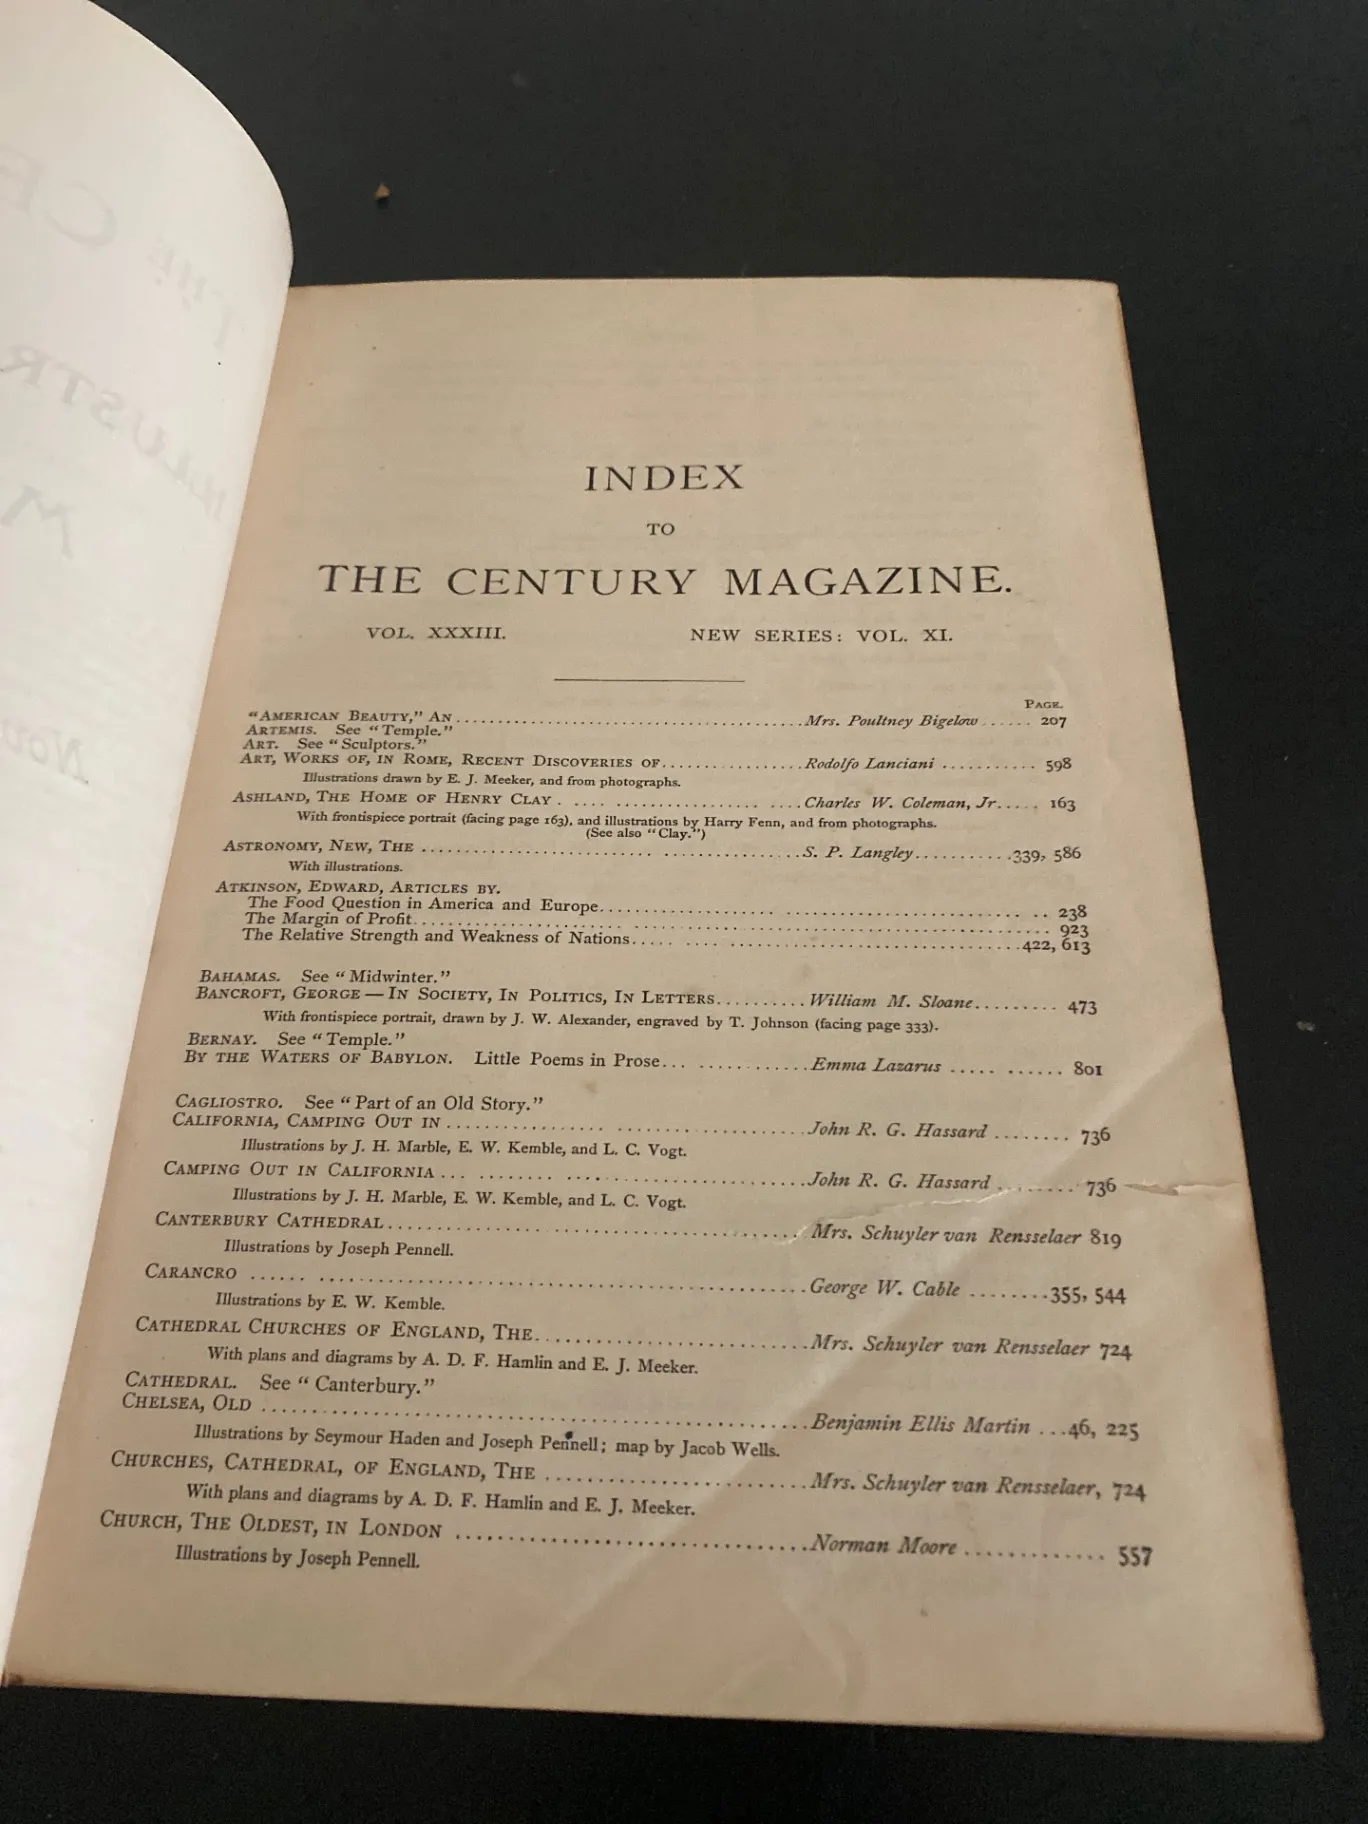 INDEX
TO
THE CENTURY MAGAZINE.
VOL. XXXIII. NEW SERIES: VOL. XI.
PAGE.
"AMERICAN BEAUTY," AN Mrs. Poultney Bigelow 207
ARTEMIS. See "Temple."
ART. See "Sculptors."
ART, WORKS OF, IN ROME, RECENT DISCOVERIES OF Rodolfo Lanciani 598
Illustrations drawn by E. J. Meeker, and from photographs.
ASHLAND, THE HOME OF HENRY CLAY Charles W. Coleman, Jr. 163
With frontispiece portrait (facing page 163), and illustrations by Harry Fenn, and from photographs.
(See also "Clay.")
ASTRONOMY, NEW, THE S. P. Langley 339, 586
With illustrations.
ATKINSON, EDWARD, ARTICLES BY.
The Food Question in America and Europe 238
The Margin of Profit 923
The Relative Strength and Weakness of Nations 422, 613
BAHAMAS. See "Midwinter."
BANCROFT, GEORGE — IN SOCIETY, IN POLITICS, IN LETTERS William M. Sloane 473
With frontispiece portrait, drawn by J. W. Alexander, engraved by T. Johnson (facing page 333).
BERNAY. See "Temple."
BY THE WATERS OF BABYLON. Little Poems in Prose Emma Lazarus 801
CAGLIOSTRO. See "Part of an Old Story."
CALIFORNIA, CAMPING OUT IN John R. G. Hassard 736
Illustrations by J. H. Marble, E. W. Kemble, and L. C. Vogt.
CAMPING OUT IN CALIFORNIA John R. G. Hassard 736
Illustrations by J. H. Marble, E. W. Kemble, and L. C. Vogt.
CANTERBURY CATHEDRAL Mrs. Schuyler van Rensselaer 819
Illustrations by Joseph Pennell.
CARANCRO George W. Cable 355, 544
Illustrations by E. W. Kemble.
CATHEDRAL CHURCHES OF ENGLAND, THE Mrs. Schuyler van Rensselaer 724
With plans and diagrams by A. D. F. Hamlin and E. J. Meeker.
CATHEDRAL. See "Canterbury."
CHELSEA, OLD Benjamin Ellis Martin 46, 225
Illustrations by Seymour Haden and Joseph Pennell; map by Jacob Wells.
CHURCHES, CATHEDRAL, OF ENGLAND, THE Mrs. Schuyler van Rensselaer, 724
With plans and diagrams by A. D. F. Hamlin and E. J. Meeker.
CHURCH, THE OLDEST, IN LONDON Norman Moore 557
Illustrations by Joseph Pennell.